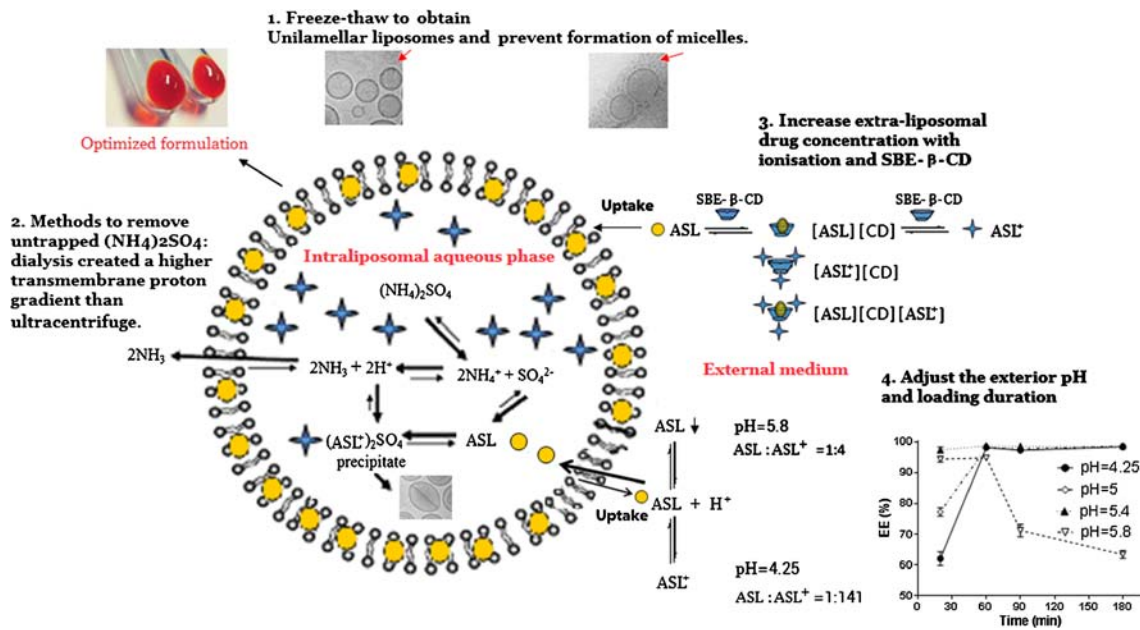 1. Freeze-thaw to obtain
Unilamellar liposomes and prevent formation of micelles.
Optimized formulation
2. Methods to remove
untrapped (NH4)2SO4:
dialysis created a higher
transmembrane proton
gradient than
ultracentrifuge.
3. Increase extra-liposomal
drug concentration with
ionisation and SBE-β-CD
Uptake
ASL
SBE-β-CD
[ASL][CD]
SBE-β-CD
ASL⁺
[ASL⁺][CD]
[ASL][CD][ASL⁺]
Intraliposomal aqueous phase
(NH₄)₂SO₄
2NH₃
2NH₃ + 2H⁺
2NH₄⁺ + SO₄²⁻
(ASL⁺)₂SO₄
precipitate
ASL
External medium
ASL ↓
pH=5.8
ASL:ASL⁺ =1:4
Uptake
ASL + H⁺
ASL⁺
pH=4.25
ASL:ASL⁺ =1:141
4. Adjust the exterior pH
and loading duration
EE (%)
100
90
80
70
60
50
pH=4.25
pH=5
pH=5.4
pH=5.8
0 30 60 90 120 150 180
Time (min)